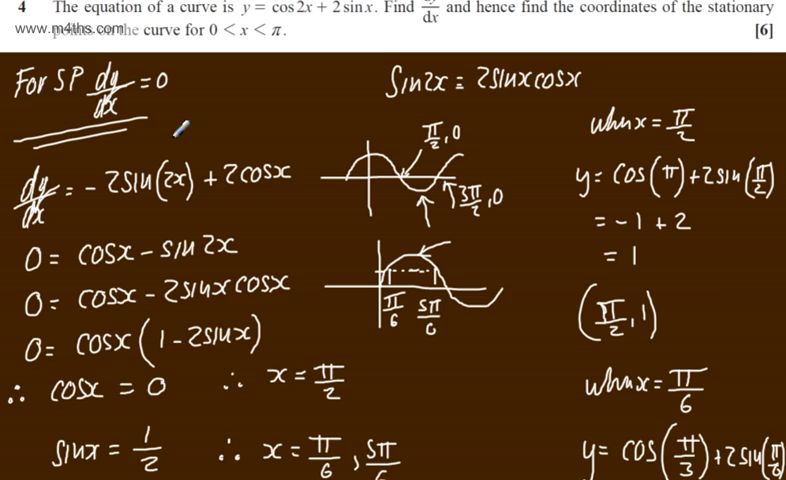 4 The equation of a curve is y = cos 2x + 2 sin x. Find dy/dx and hence find the coordinates of the stationary
www.m4ths.com the curve for 0 < x < π. [6]
For SP dy/dx = 0
dy/dx = -2sin(2x) + 2cosx
0 = cosx - sin 2x
0 = cosx - 2sinxcosx
0 = cosx(1 - 2sinx)
∴ cosx = 0 ∴ x = π/2
sinx = 1/2 ∴ x = π/6, 5π/6
Sin2x = 2sinxcosx
π/2, 0
3π/2, 0
π/6 5π/6
when x = π/2
y = cos(π) + 2sin(π/2)
= -1 + 2
= 1
(π/2, 1)
when x = π/6
y = cos(π/3) + 2sin(π/6)